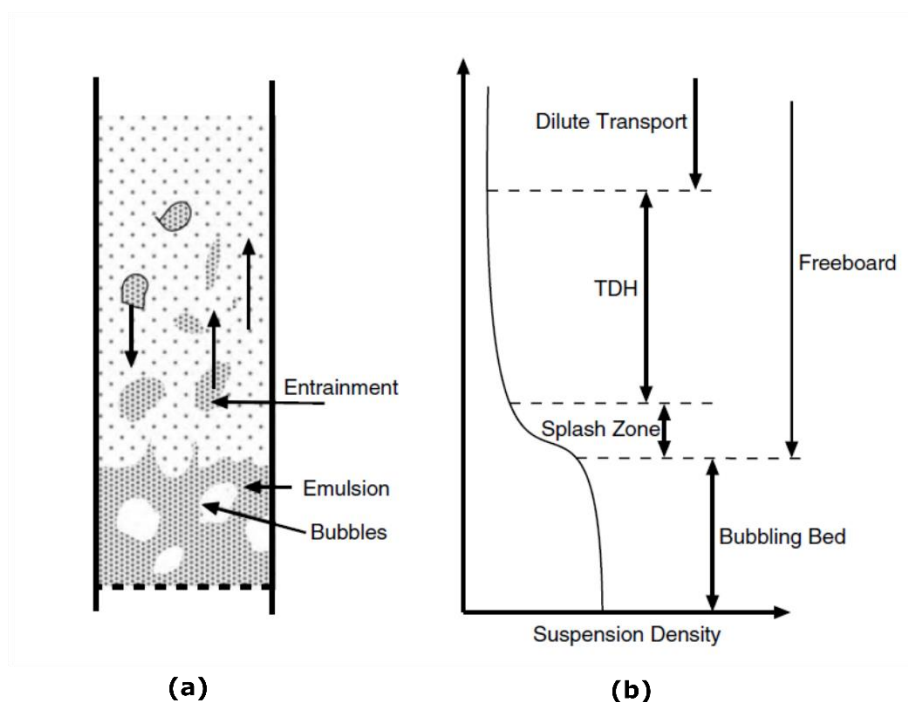 Entrainment
Emulsion
Bubbles
(a)
Dilute Transport
Freeboard
TDH
Splash Zone
Bubbling Bed
Suspension Density
(b)